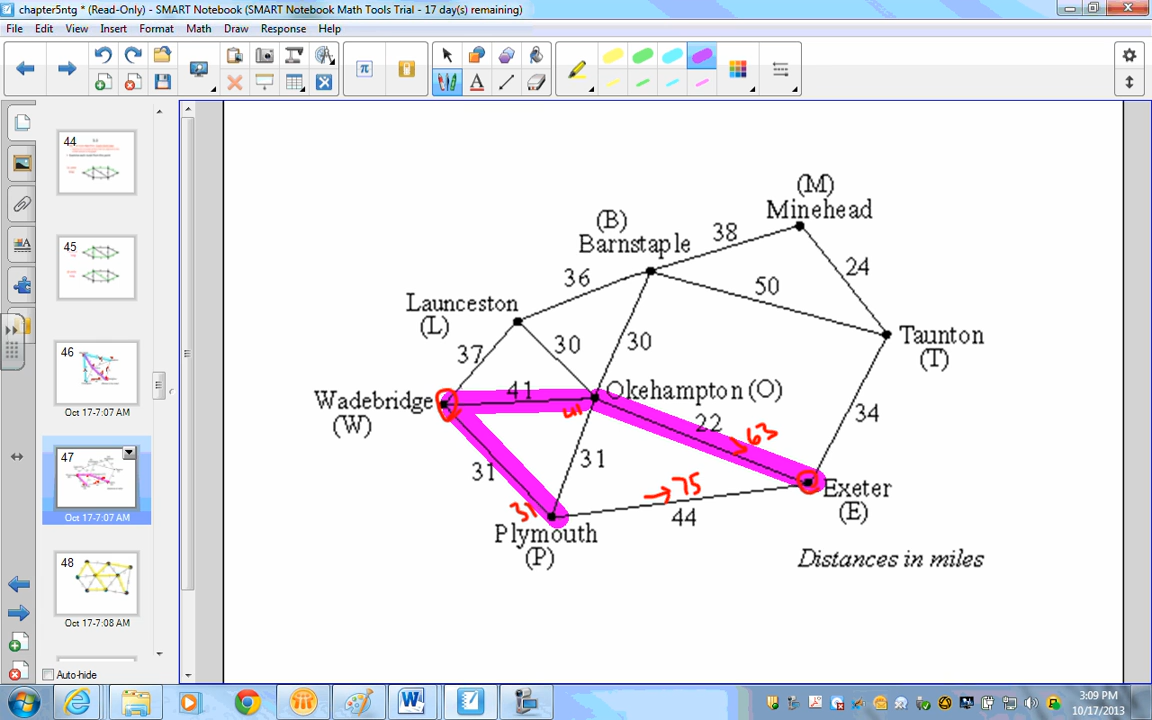 chapter5ntg * (Read-Only) - SMART Notebook (SMART Notebook Math Tools Trial - 17 day(s) remaining)
File Edit View Insert Format Math Draw Response Help
π
A
44
45
46
Oct 17-7:07 AM
47
Oct 17-7:07 AM
48
Oct 17-7:08 AM
Auto-hide
(M)
Minehead
(B)
Barnstaple
38
24
36
50
Launceston
(L)
30
30
37
Taunton
(T)
41
Okehampton (O)
Wadebridge
(W)
41
22
63
34
31
31
75
Exeter
(E)
31
44
Plymouth
(P)
Distances in miles
3:09 PM
10/17/2013